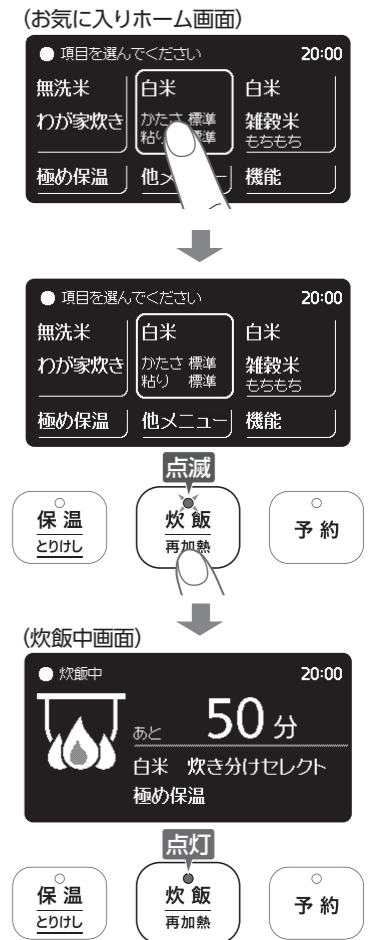 (お気に入りホーム画面)
項目を選んでください 20:00
無洗米 白米 白米
わが家炊き かたさ 標準 雑穀米
粘り 標準 もちもち
極め保温 他メ 機能
項目を選んでください 20:00
無洗米 白米 白米
わが家炊き かたさ 標準 雑穀米
粘り 標準 もちもち
極め保温 他メニュー 機能
点滅
保温 炊飯 予約
とりけし 再加熱
(炊飯中画面)
炊飯中 20:00
あと 50分
白米 炊き分けセレクト
極め保温
点灯
保温 炊飯 予約
とりけし 再加熱